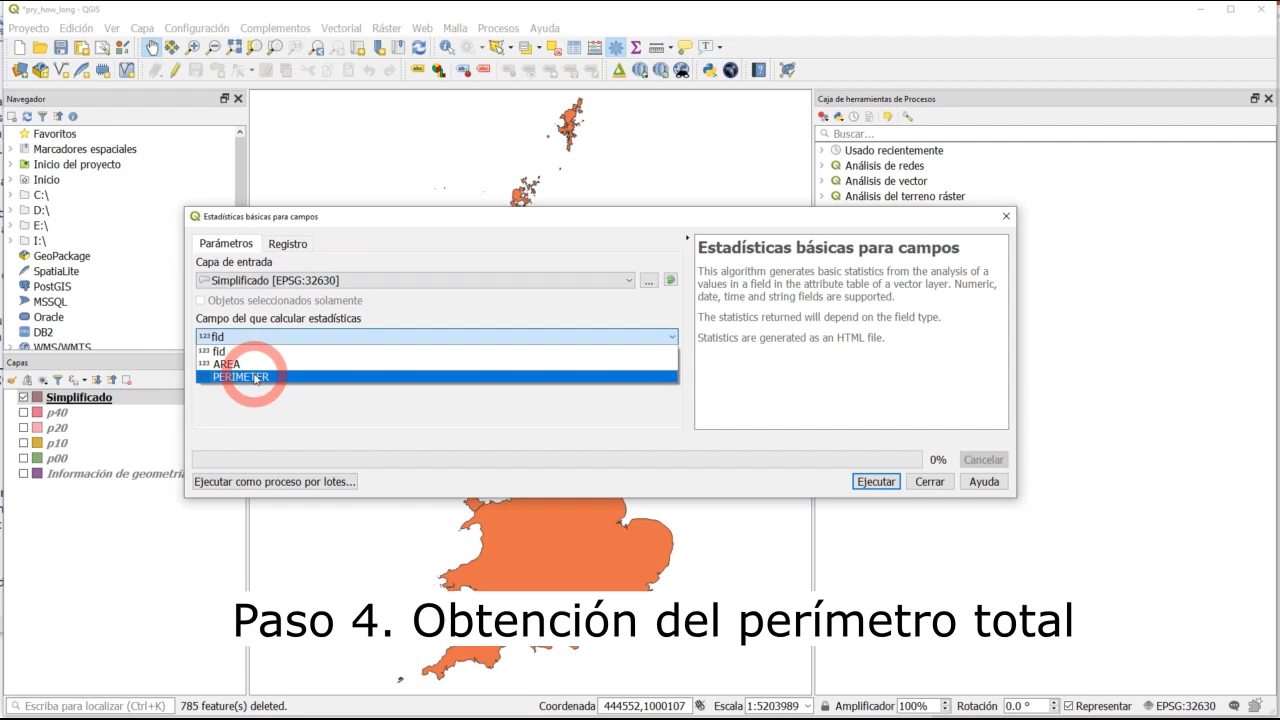 *pry_how_long - QGIS
Proyecto Edición Ver Capa Configuración Complementos Vectorial Ráster Web Malla Procesos Ayuda
Navegador
Favoritos
Marcadores espaciales
Inicio del proyecto
Inicio
C:\
D:\
E:\
I:\
GeoPackage
SpatiaLite
PostGIS
MSSQL
Oracle
DB2
WMS/WMTS
Capas
Simplificado
p40
p20
p10
p00
Información de geometría
Caja de herramientas de Procesos
Buscar...
Usado recientemente
Análisis de redes
Análisis de vector
Análisis del terreno ráster
Estadísticas básicas para campos
Parámetros Registro
Capa de entrada
Simplificado [EPSG:32630]
...
Objetos seleccionados solamente
Campo del que calcular estadísticas
123 fid
123 fid
123 AREA
PERIMETER
Estadísticas básicas para campos
This algorithm generates basic statistics from the analysis of a
values in a field in the attribute table of a vector layer. Numeric,
date, time and string fields are supported.
The statistics returned will depend on the field type.
Statistics are generated as an HTML file.
0% Cancelar
Ejecutar como proceso por lotes... Ejecutar Cerrar Ayuda
Paso 4. Obtención del perímetro total
Escriba para localizar (Ctrl+K) 785 feature(s) deleted. Coordenada 444552,1000107 Escala 1:5203989 Amplificador 100% Rotación 0.0 ° Representar EPSG:32630